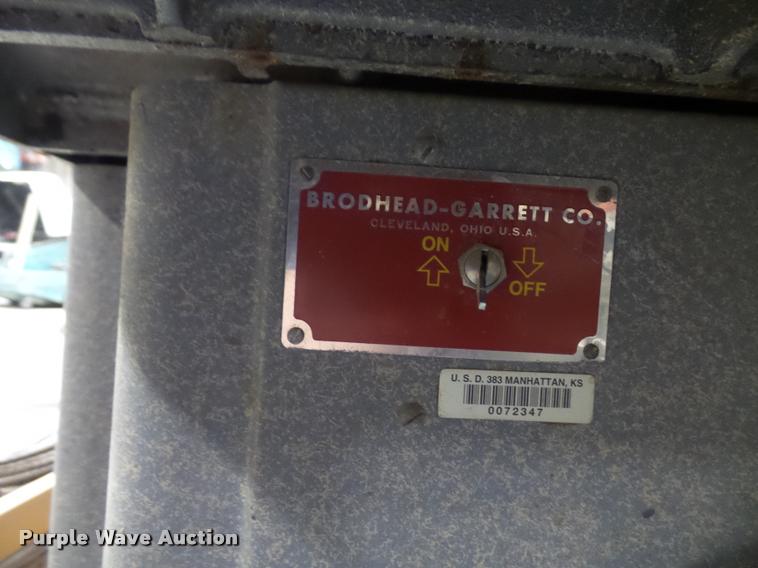 BRODHEAD-GARRETT CO.
CLEVELAND, OHIO U.S.A.
ON
OFF
U. S. D. 383 MANHATTAN, KS
0072347
Purple Wave Auction